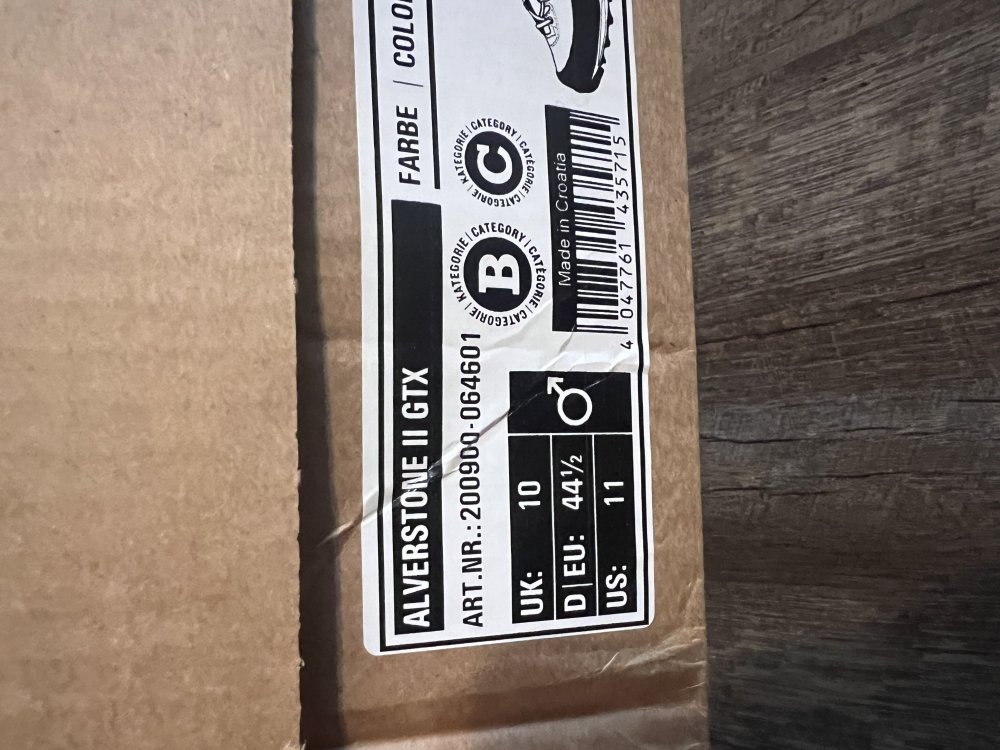 ALVERSTONE II GTX
FARBE | COLO
ART.NR.: 200900-064601
KATEGORIE | CATEGORY | CATÉGORIE | CATEGORIE |
B
KATEGORIE | CATEGORY | CATÉGORIE | CATEGORIE |
C
UK: 10
D | EU: 44½
US: 11
♂
Made in Croatia
4 047761 435715